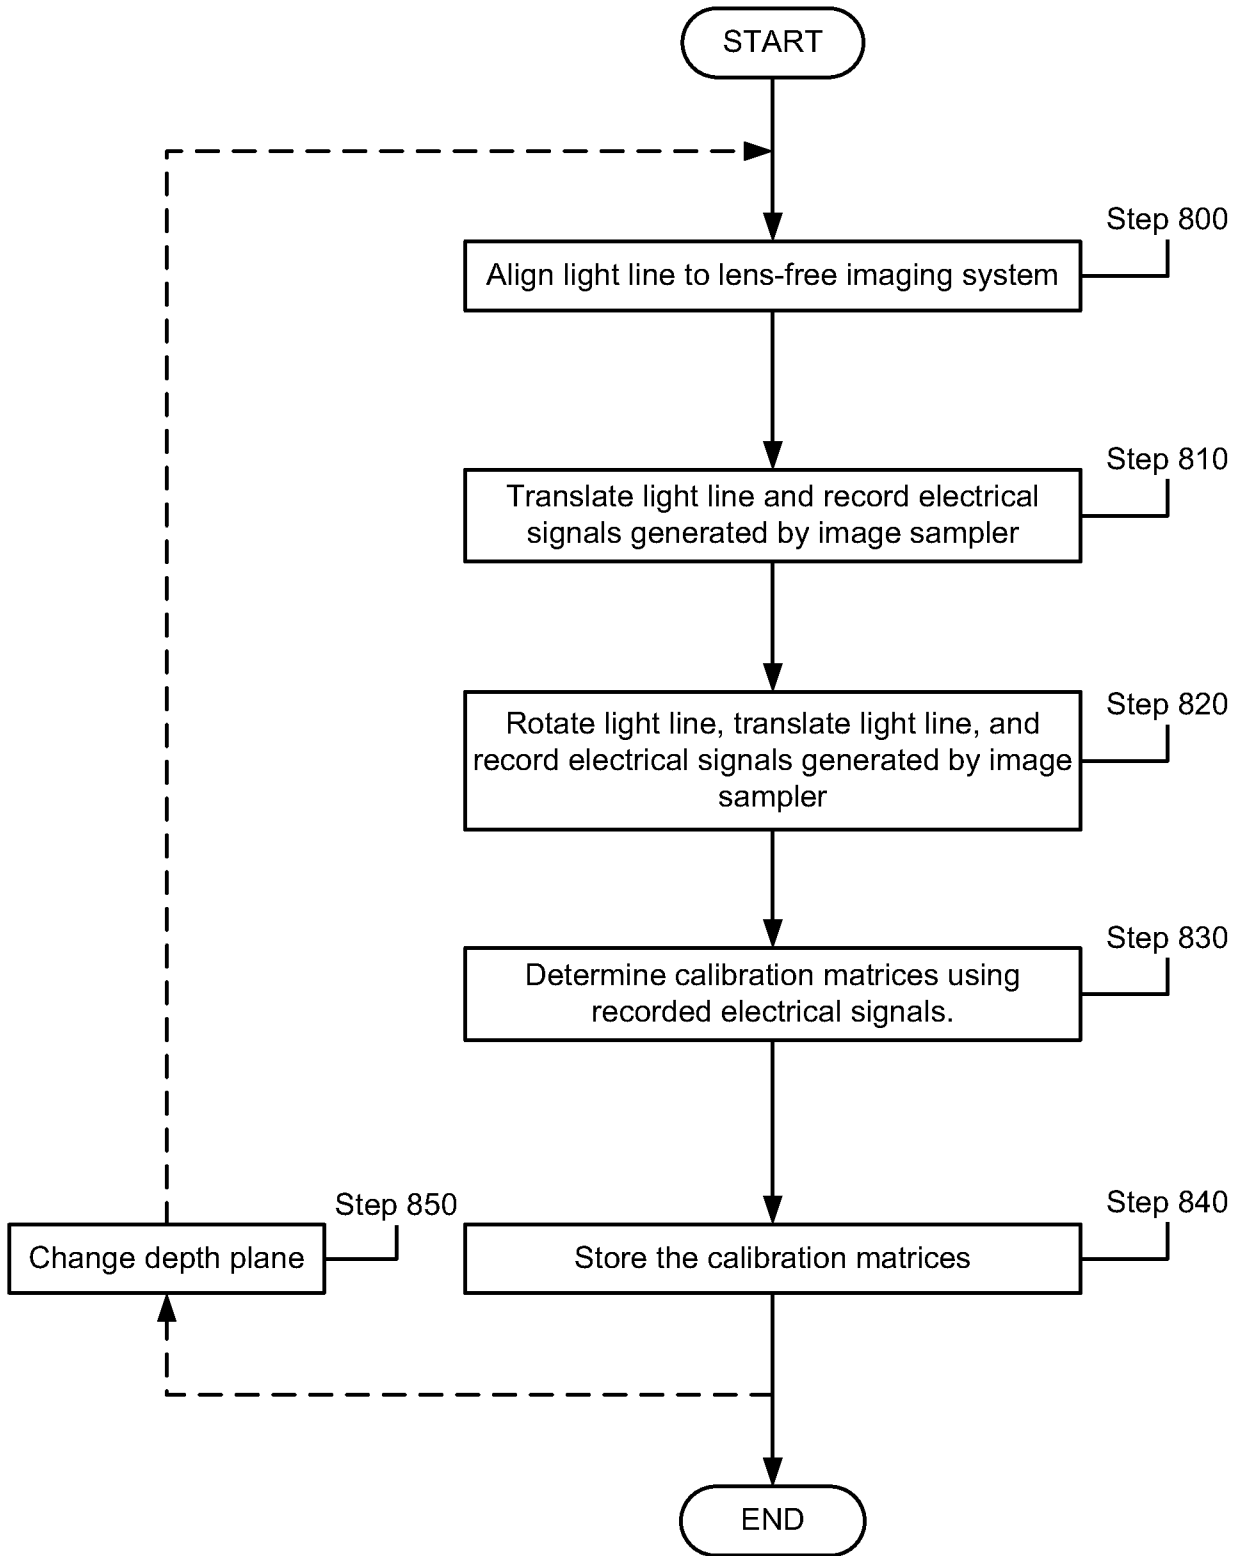 START
Step 800
Align light line to lens-free imaging system
Step 810
Translate light line and record electrical
signals generated by image sampler
Step 820
Rotate light line, translate light line, and
record electrical signals generated by image
sampler
Step 830
Determine calibration matrices using
recorded electrical signals.
Step 840
Store the calibration matrices
Step 850
Change depth plane
END